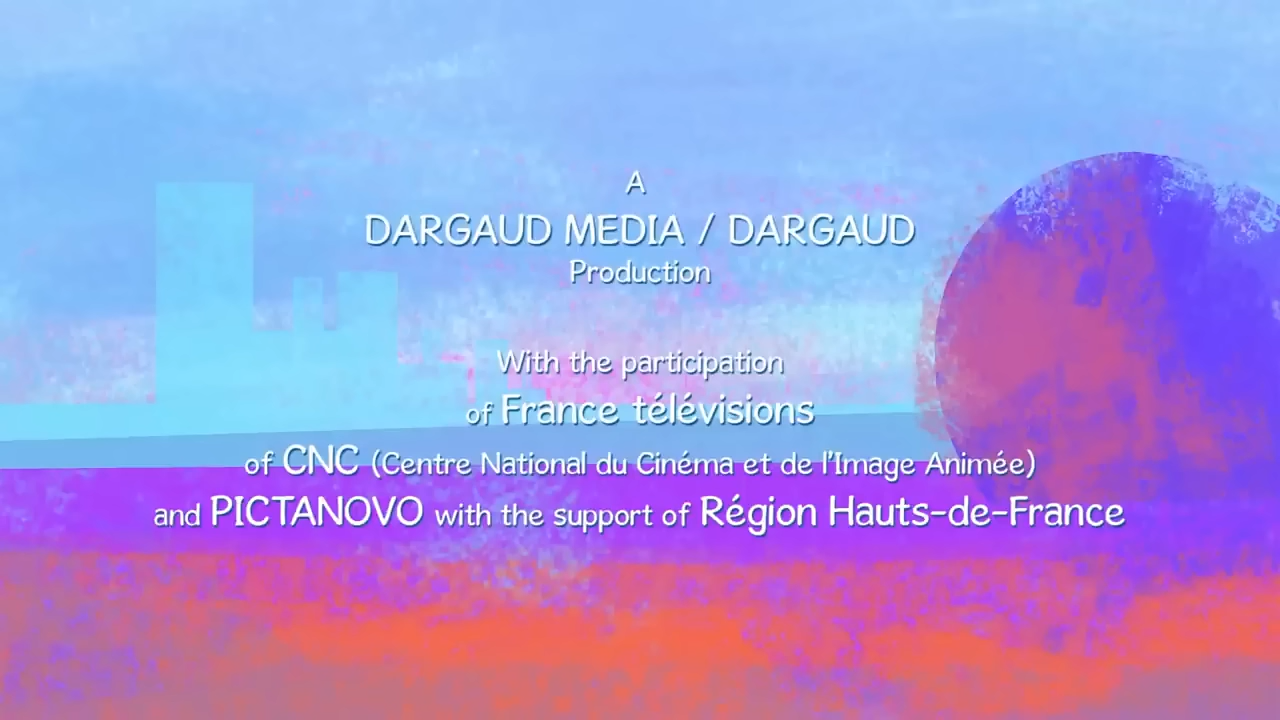 A
DARGAUD MEDIA / DARGAUD
Production
With the participation
of France télévisions
of CNC (Centre National du Cinéma et de l'Image Animée)
and PICTANOVO with the support of Région Hauts-de-France